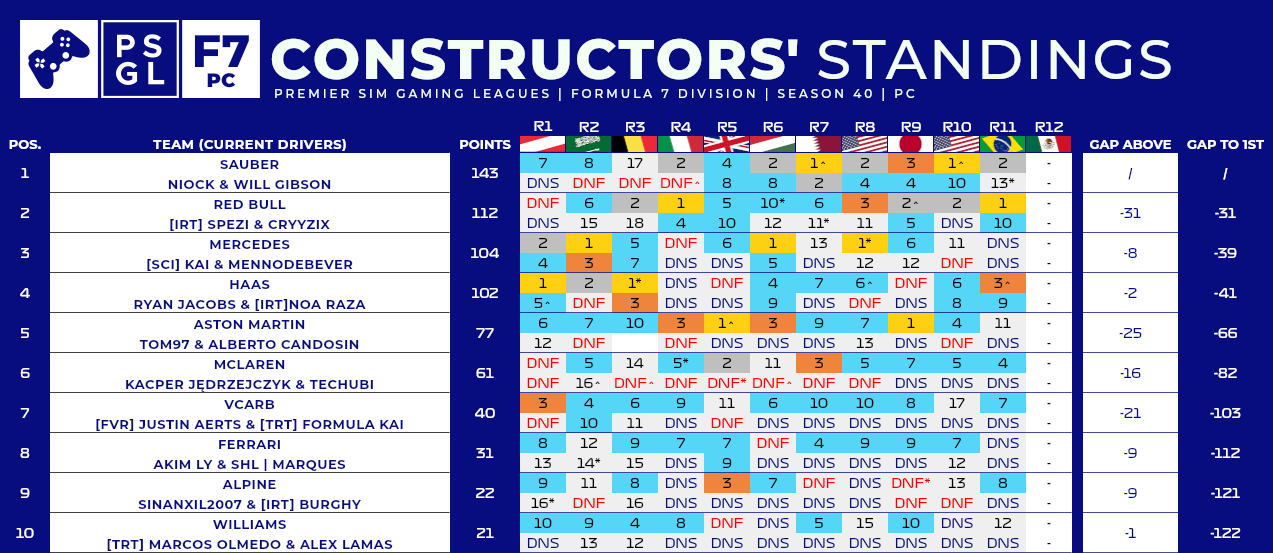 PS GL F7 PC
CONSTRUCTORS' STANDINGS
PREMIER SIM GAMING LEAGUES | FORMULA 7 DIVISION | SEASON 40 | PC
R1 R2 R3 R4 R5 R6 R7 R8 R9 R10 R11 R12
POS. TEAM (CURRENT DRIVERS) POINTS GAP ABOVE GAP TO 1ST
SAUBER 7 8 17 2 4 2 1^ 2 3 1^ 2 -
1 143 / /
NIOCK & WILL GIBSON DNS DNF DNF DNF^ 8 8 2 4 4 10 13* -
RED BULL DNF 6 2 1 5 10* 6 3 2^ 2 1 -
2 112 -31 -31
[IRT] SPEZI & CRYYZIX DNS 15 18 4 10 12 11* 11 5 DNS 10 -
MERCEDES 2 1 5 DNF 6 1 13 1* 6 11 DNS -
3 104 -8 -39
[SCI] KAI & MENNODEBEVER 4 3 7 DNS DNS 5 DNS 12 12 DNF DNS -
HAAS 1 2 1* DNS DNF 4 7 6^ DNF 6 3^ -
4 102 -2 -41
RYAN JACOBS & [IRT]NOA RAZA 5^ DNF 3 DNS DNS 9 DNS DNF DNS 8 9 -
ASTON MARTIN 6 7 10 3 1^ 3 9 7 1 4 11 -
5 77 -25 -66
TOM97 & ALBERTO CANDOSIN 12 DNF DNF DNS DNS DNS 13 DNS DNF DNS -
MCLAREN DNF 5 14 5* 2 11 3 5 7 5 4 -
6 61 -16 -82
KACPER JĘDRZEJCZYK & TECHUBI DNF 16^ DNF^ DNF DNF* DNF^ DNF DNF DNS DNS DNS -
VCARB 3 4 6 9 11 6 10 10 8 17 7 -
7 40 -21 -103
[FVR] JUSTIN AERTS & [TRT] FORMULA KAI DNF 10 11 DNS DNF DNS DNS DNS DNS DNS DNS -
FERRARI 8 12 9 7 7 DNF 4 9 9 7 DNS -
8 31 -9 -112
AKIM LY & SHL | MARQUES 13 14* 15 DNS 9 DNS DNS DNS DNS 12 DNS -
ALPINE 9 11 8 DNS 3 7 DNF DNS DNF* 13 8 -
9 22 -9 -121
SINANXIL2007 & [IRT] BURGHY 16* DNF 16 DNS DNS DNS DNS DNS DNF DNF DNS -
WILLIAMS 10 9 4 8 DNF DNS 5 15 10 DNS 12 -
10 21 -1 -122
[TRT] MARCOS OLMEDO & ALEX LAMAS DNS 13 12 DNS DNS DNS DNS DNS DNS DNS DNS -